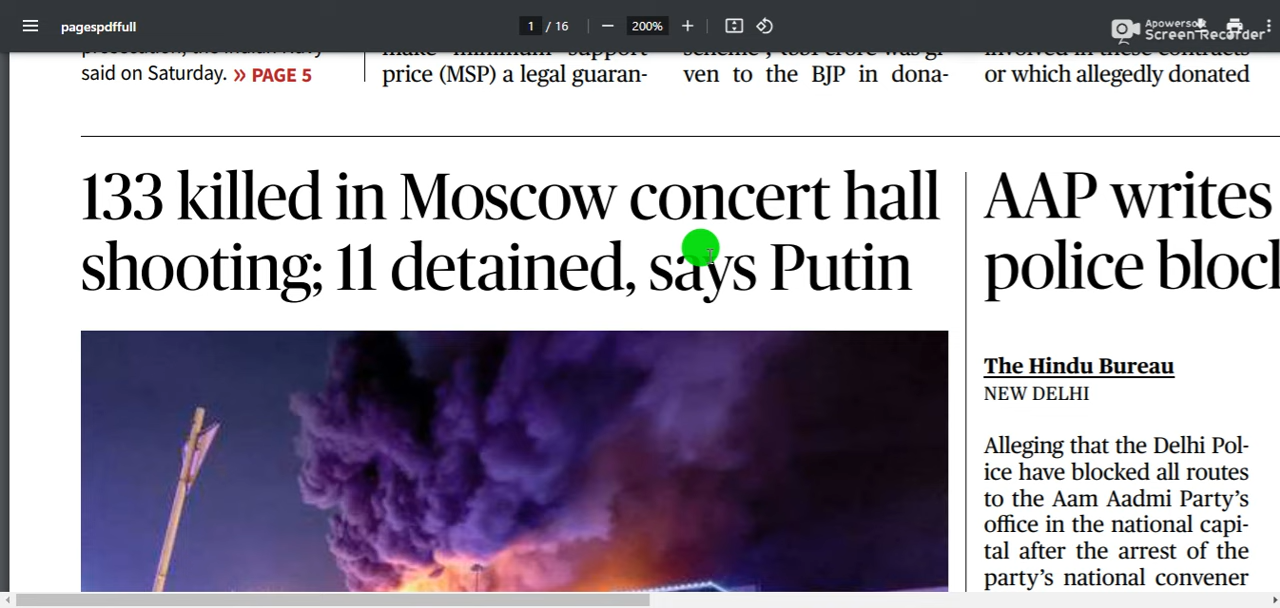 pagespdffull
1 / 16
200%
Apowersoft
Screen Recorder
said on Saturday. » PAGE 5
price (MSP) a legal guaran-
ven to the BJP in dona-
or which allegedly donated
133 killed in Moscow concert hall
shooting; 11 detained, says Putin
AAP writes
police
The Hindu Bureau
NEW DELHI
Alleging that the Delhi Pol-
ice have blocked all routes
to the Aam Aadmi Party's
office in the national capi-
tal after the arrest of the
party's national convener